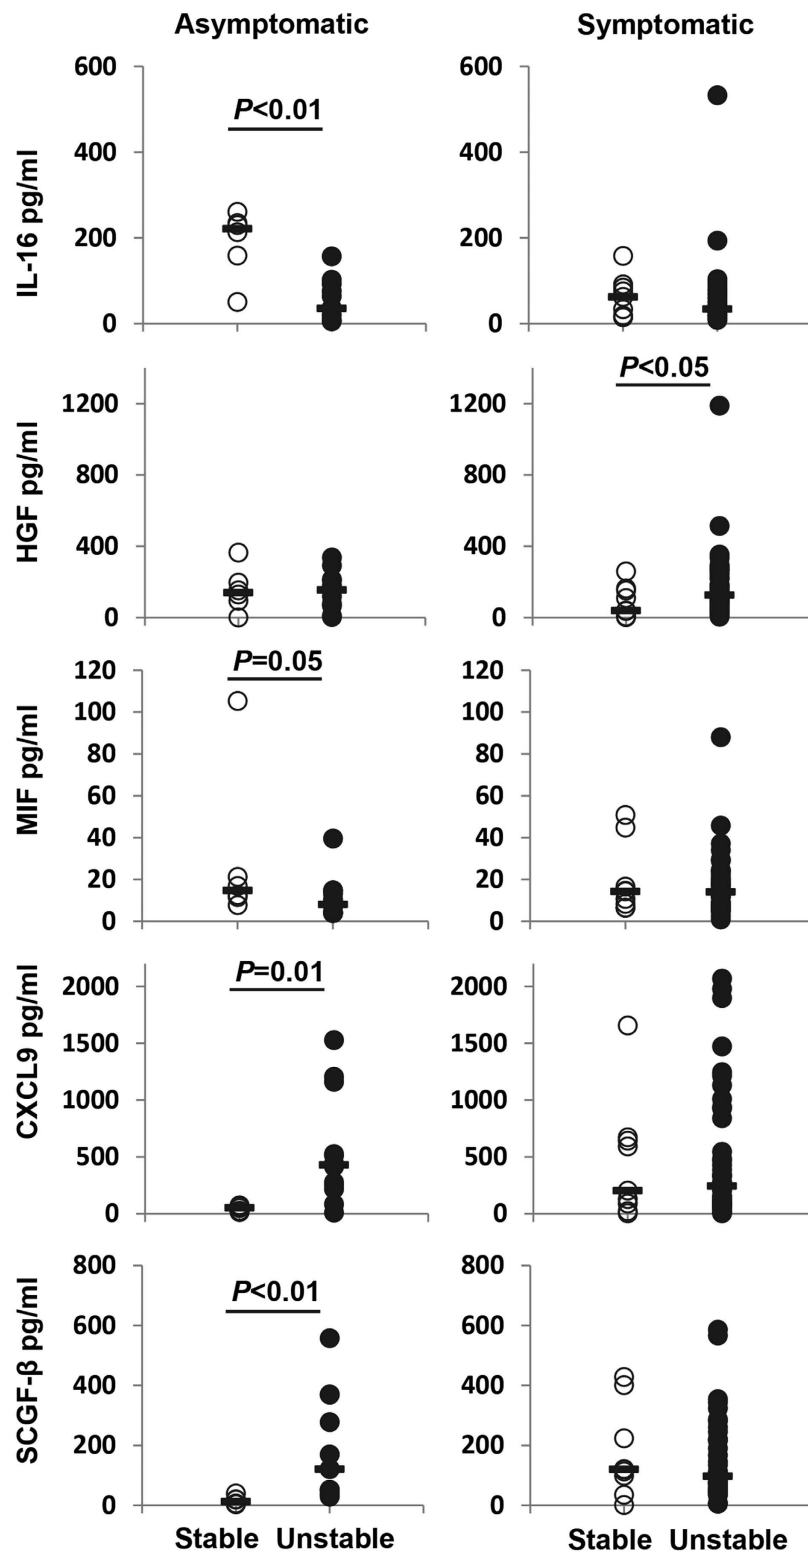 Asymptomatic Symptomatic
IL-16 pg/ml
600 600
P<0.01
400 400
200 200
0 0
HGF pg/ml
P<0.05
1200 1200
800 800
400 400
0 0
MIF pg/ml
120 120
P=0.05
100 100
80 80
60 60
40 40
20 20
0 0
CXCL9 pg/ml
2000 2000
P=0.01
1500 1500
1000 1000
500 500
0 0
SCGF-β pg/ml
800 800
P<0.01
600 600
400 400
200 200
0 0
Stable Unstable Stable Unstable